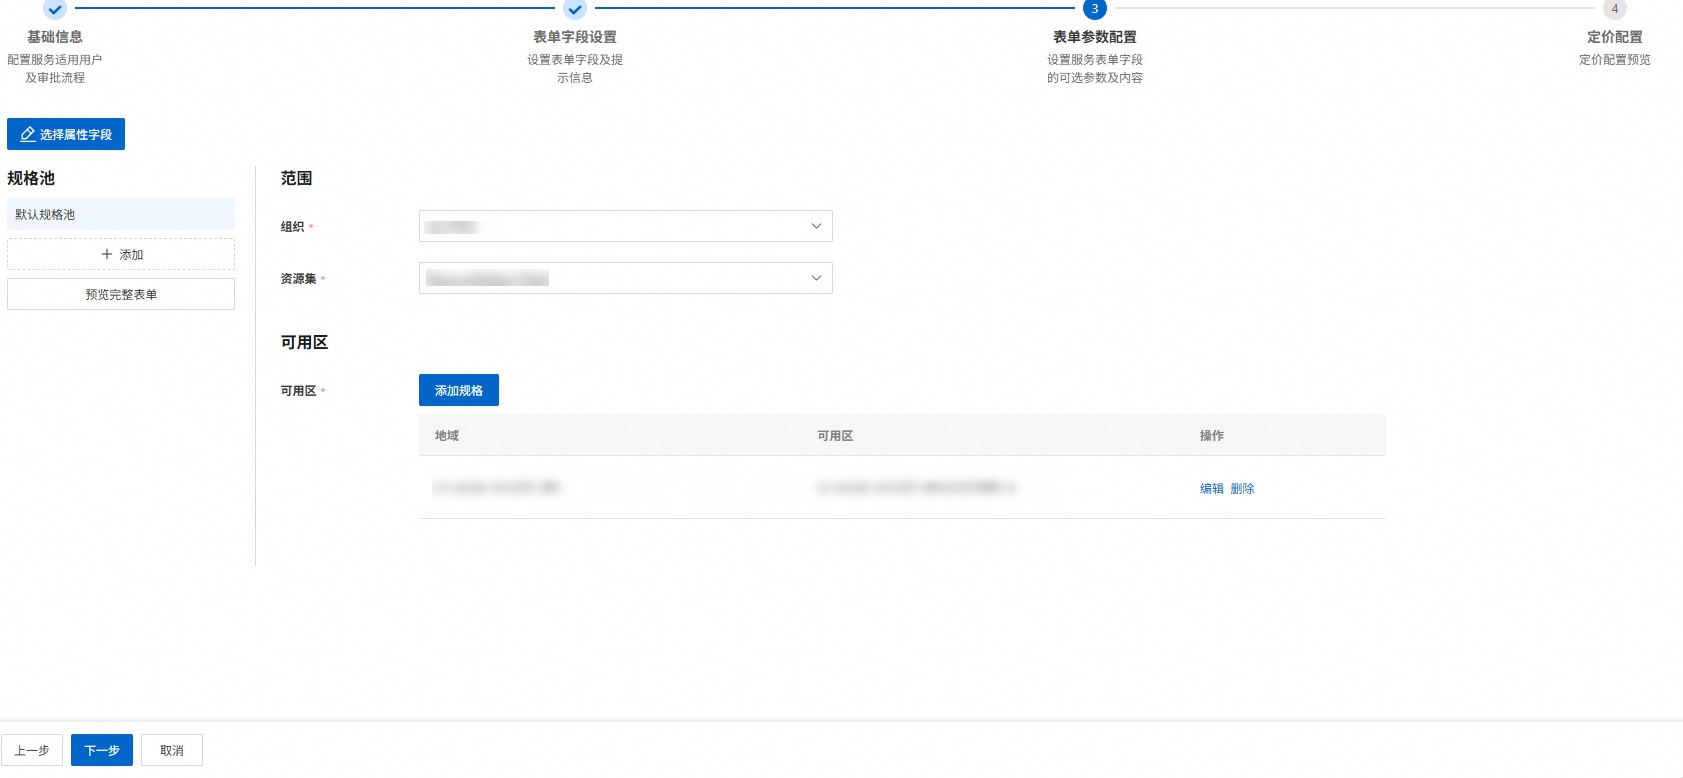 3
4
基础信息
表单字段设置
表单参数配置
定价配置
配置服务适用用户
及审批流程
设置表单字段及提
示信息
设置服务表单字段
的可选参数及内容
定价配置预览
选择属性字段
规格池
默认规格池
添加
预览完整表单
范围
组织 *
资源集 *
可用区
可用区 *
添加规格
地域 可用区 操作
编辑 删除
上一步 下一步 取消